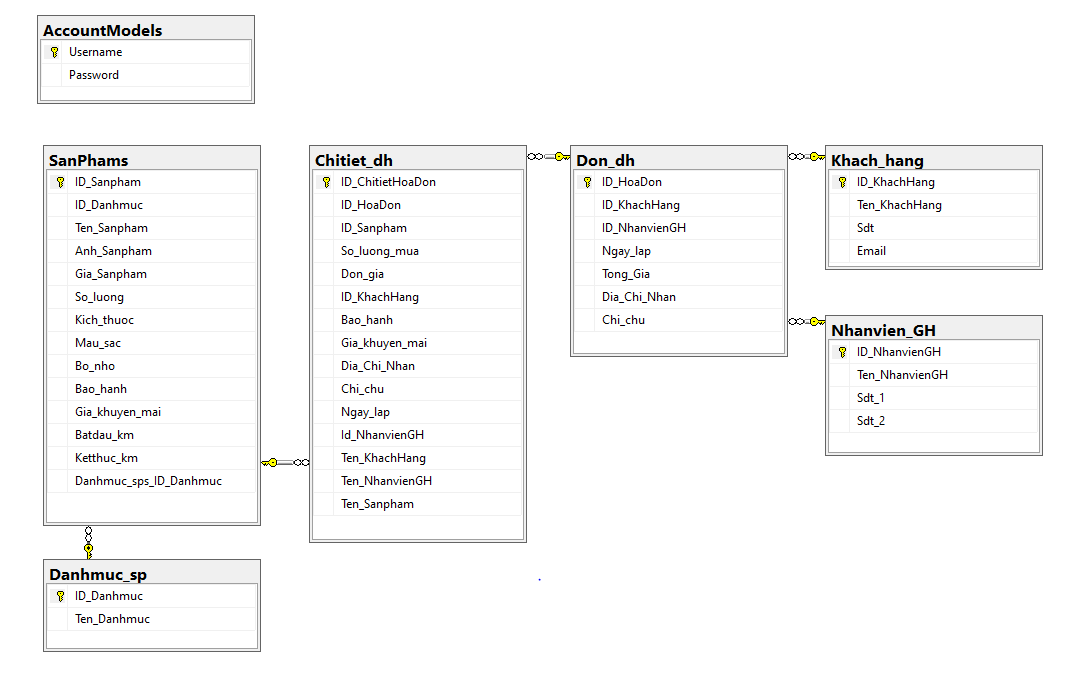 AccountModels
Username
Password
SanPhams
ID_Sanpham
ID_Danhmuc
Ten_Sanpham
Anh_Sanpham
Gia_Sanpham
So_luong
Kich_thuoc
Mau_sac
Bo_nho
Bao_hanh
Gia_khuyen_mai
Batdau_km
Ketthuc_km
Danhmuc_sps_ID_Danhmuc
Danhmuc_sp
ID_Danhmuc
Ten_Danhmuc
Chitiet_dh
ID_ChitietHoaDon
ID_HoaDon
ID_Sanpham
So_luong_mua
Don_gia
ID_KhachHang
Bao_hanh
Gia_khuyen_mai
Dia_Chi_Nhan
Chi_chu
Ngay_lap
Id_NhanvienGH
Ten_KhachHang
Ten_NhanvienGH
Ten_Sanpham
Don_dh
ID_HoaDon
ID_KhachHang
ID_NhanvienGH
Ngay_lap
Tong_Gia
Dia_Chi_Nhan
Chi_chu
Khach_hang
ID_KhachHang
Ten_KhachHang
Sdt
Email
Nhanvien_GH
ID_NhanvienGH
Ten_NhanvienGH
Sdt_1
Sdt_2